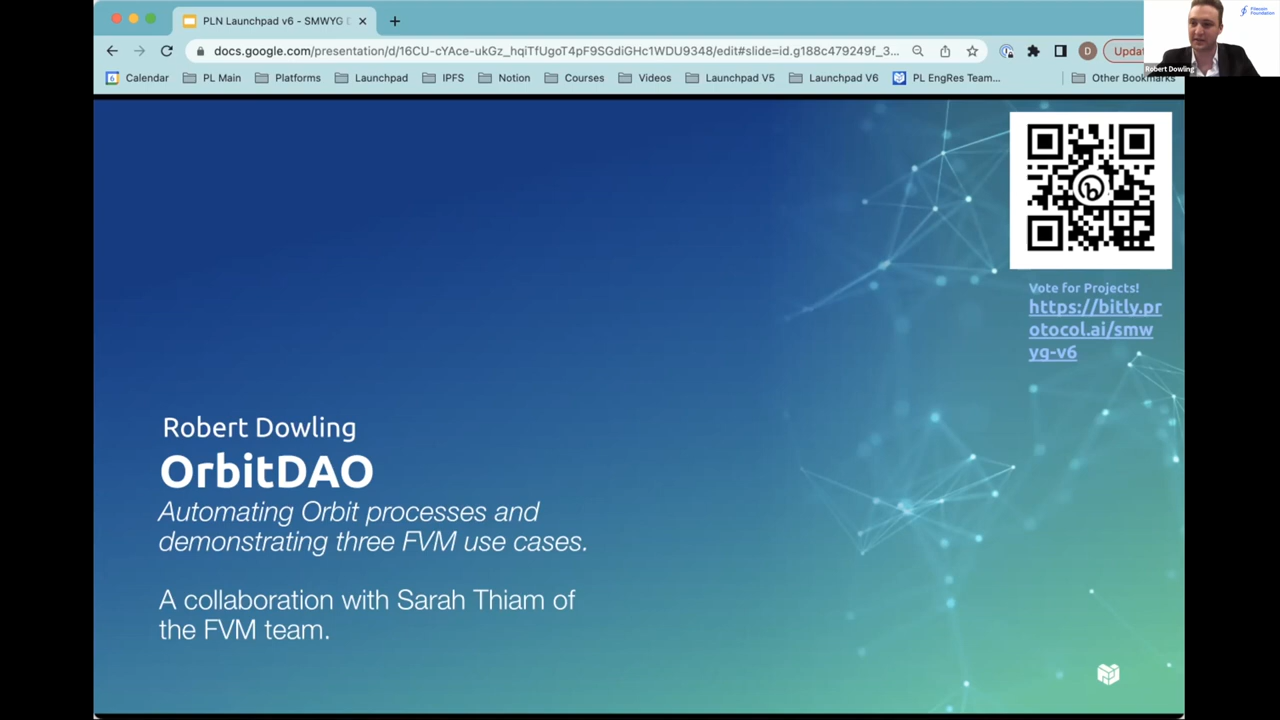 PLN Launchpad v6 - SMWYG
docs.google.com/presentation/d/16CU-cYAce-ukGz_hqiTfUgoT4pF9SGdiGHc1WDU9348/edit#slide=id.g188c479249f_3...
D
Upda
Calendar PL Main Platforms Launchpad IPFS Notion Courses Videos Launchpad V5 Launchpad V6 PL EngRes Team... Other Bookmarks
Filecoin
Foundation
Robert Dowling
Vote for Projects!
https://bitly.pr
otocol.ai/smw
yg-v6
Robert Dowling
OrbitDAO
Automating Orbit processes and
demonstrating three FVM use cases.
A collaboration with Sarah Thiam of
the FVM team.